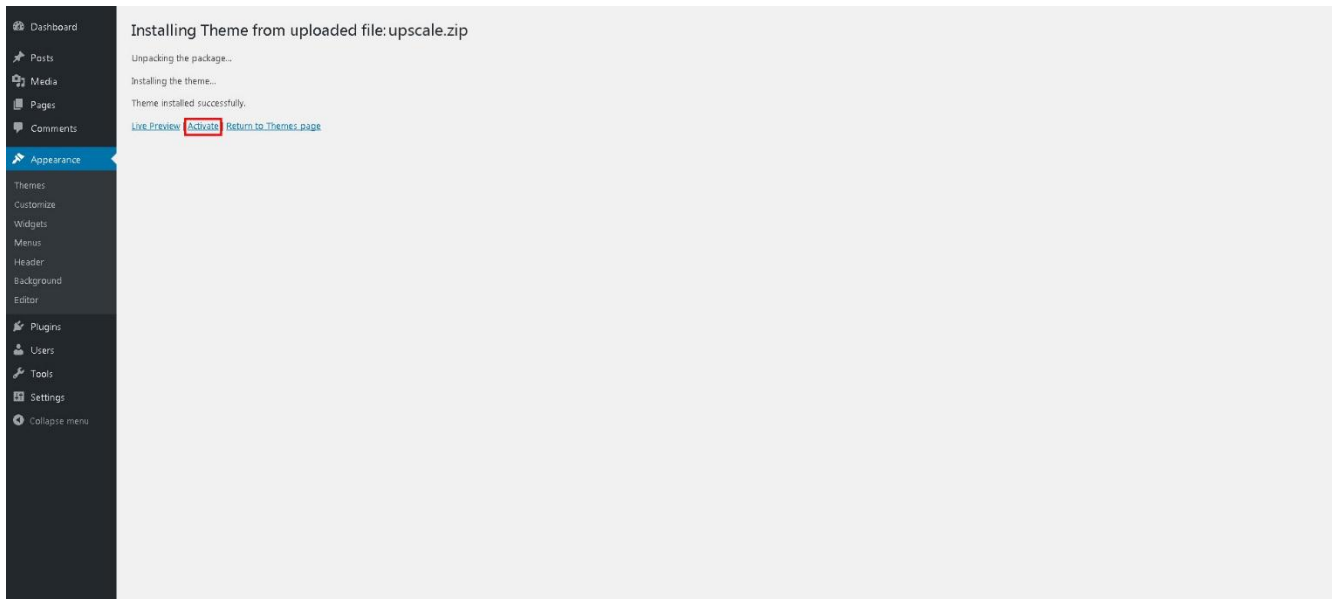 Dashboard
Posts
Media
Pages
Comments
Appearance
Themes
Customize
Widgets
Menus
Header
Background
Editor
Plugins
Users
Tools
Settings
Collapse menu
Installing Theme from uploaded file: upscale.zip
Unpacking the package...
Installing the theme...
Theme installed successfully.
Live Preview | Activate | Return to Themes page